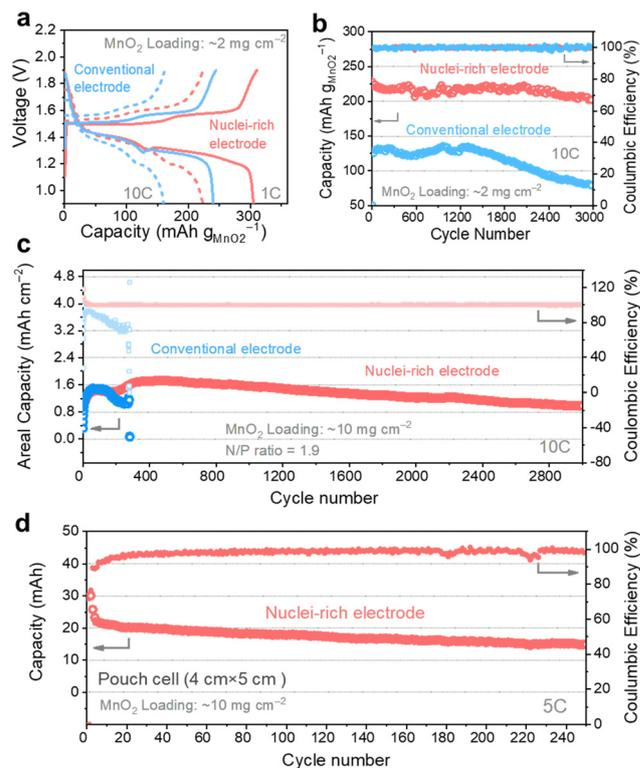 a
2.2
2.0
1.8
1.6
1.4
1.2
1.0
Voltage (V)
MnO2 Loading: ~2 mg cm⁻²
Conventional
electrode
Nuclei-rich
electrode
10C
1C
0
100
200
300
Capacity (mAh gMnO2⁻¹)
b
300
250
200
150
100
50
Capacity (mAh gMnO2⁻¹)
Nuclei-rich electrode
Conventional electrode
10C
MnO2 Loading: ~2 mg cm⁻²
100
80
60
40
20
0
Coulumbic Efficiency (%)
0
600
1200
1800
2400
3000
Cycle Number
c
4.8
4.0
3.2
2.4
1.6
0.8
0.0
Areal Capacity (mAh cm⁻²)
Conventional electrode
Nuclei-rich electrode
MnO2 Loading: ~10 mg cm⁻²
N/P ratio = 1.9
10C
120
80
40
0
-40
-80
Coulombic Efficiency (%)
0
400
800
1200
1600
2000
2400
2800
Cycle number
d
50
40
30
20
10
0
Capacity (mAh)
Nuclei-rich electrode
Pouch cell (4 cm×5 cm )
MnO2 Loading: ~10 mg cm⁻²
5C
100
80
60
40
20
0
Coulumbic Efficiency (%)
0
20
40
60
80
100
120
140
160
180
200
220
240
Cycle number